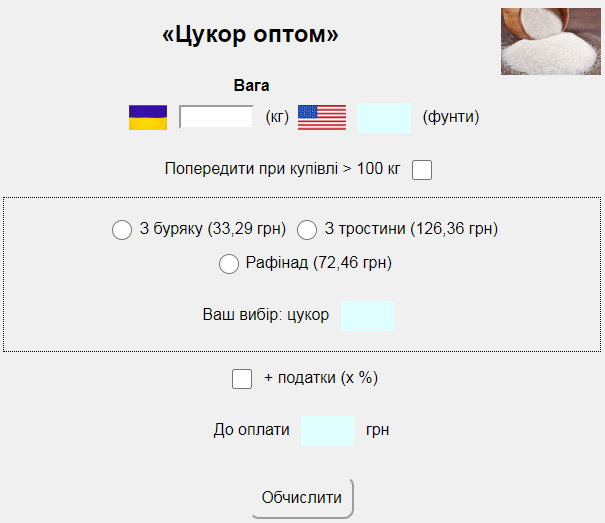 «Цукор оптом»
Вага
(кг) (фунти)
Попередити при купівлі > 100 кг
З буряку (33,29 грн) З тростини (126,36 грн)
Рафінад (72,46 грн)
Ваш вибір: цукор
+ податки (х %)
До оплати грн
Обчислити